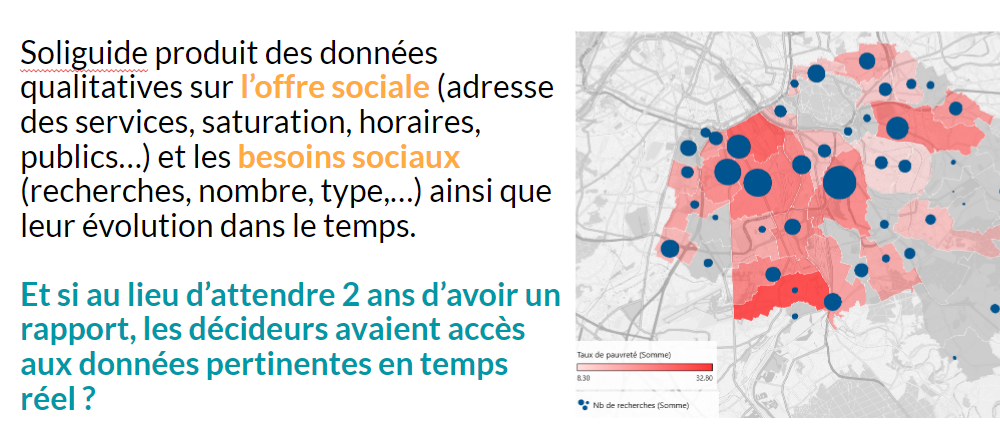 Soliguide produit des données
qualitatives sur l’offre sociale (adresse
des services, saturation, horaires,
publics…) et les besoins sociaux
(recherches, nombre, type,…) ainsi que
leur évolution dans le temps.
Et si au lieu d’attendre 2 ans d’avoir un
rapport, les décideurs avaient accès
aux données pertinentes en temps
réel ?
Taux de pauvreté (Somme)
8.30 32.90
Nb de recherches (Somme)